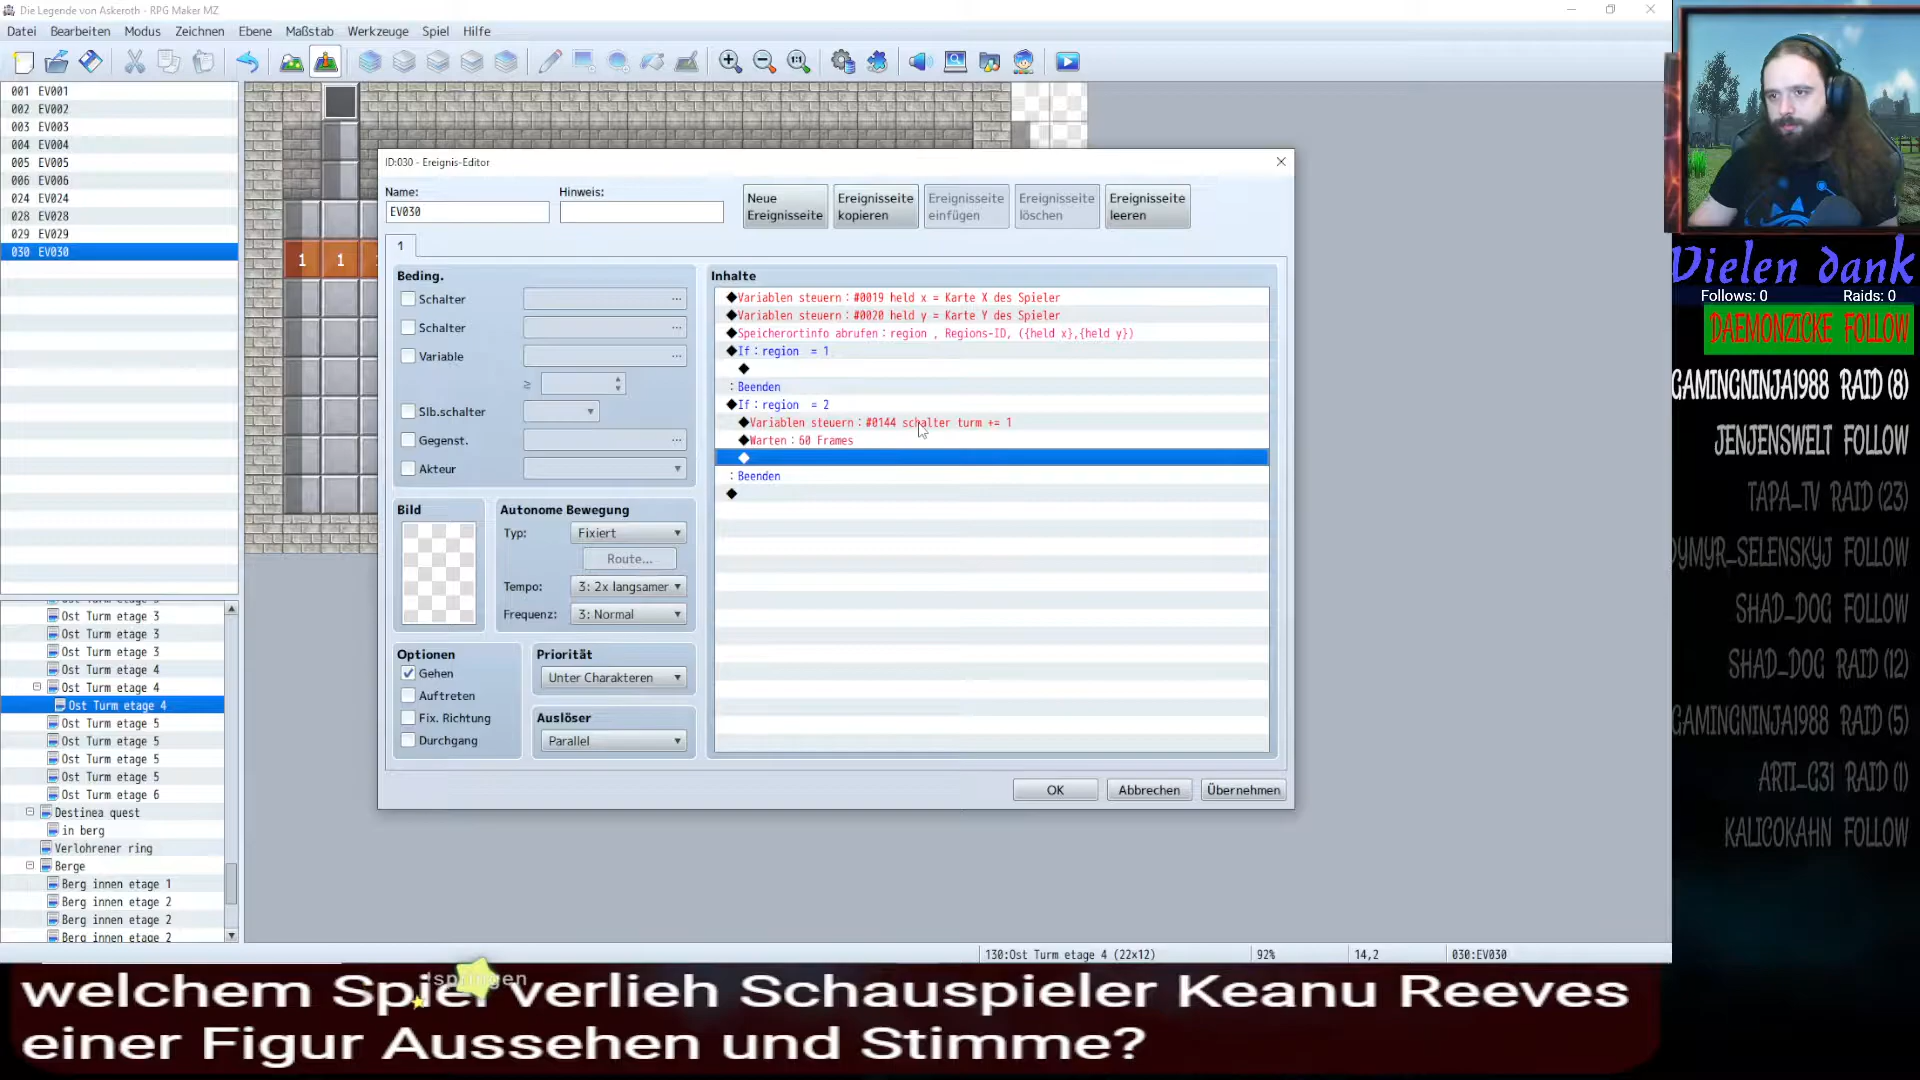 Die Legende von Askeroth - RPG Maker MZ
Datei Bearbeiten Modus Zeichnen Ebene Maßstab Werkzeuge Spiel Hilfe
001 EV001
002 EV002
003 EV003
004 EV004
005 EV005
006 EV006
024 EV024
028 EV028
029 EV029
030 EV030
1 1
ID:030 - Ereignis-Editor
Name:
EV030
Hinweis:
Neue Ereignisseite
Ereignisseite kopieren
Ereignisseite einfügen
Ereignisseite löschen
Ereignisseite leeren
1
Beding.
Schalter
Schalter
Variable
≥
Slb.schalter
Gegenst.
Akteur
Bild
Autonome Bewegung
Typ: Fixiert
Route...
Tempo: 3: 2x langsamer
Frequenz: 3: Normal
Optionen
Gehen
Auftreten
Fix. Richtung
Durchgang
Priorität
Unter Charakteren
Auslöser
Parallel
Inhalte
◆Variablen steuern：#0019 held x = Karte X des Spieler
◆Variablen steuern：#0020 held y = Karte Y des Spieler
◆Speicherortinfo abrufen：region , Regions-ID, ({held x},{held y})
◆If：region = 1
◆
：Beenden
◆If：region = 2
◆Variablen steuern：#0144 schalter turm += 1
◆Warten：60 Frames
◆
：Beenden
◆
OK
Abbrechen
Übernehmen
Ost Turm etage 3
Ost Turm etage 3
Ost Turm etage 3
Ost Turm etage 4
Ost Turm etage 4
Ost Turm etage 4
Ost Turm etage 5
Ost Turm etage 5
Ost Turm etage 5
Ost Turm etage 5
Ost Turm etage 6
Destinea quest
in berg
Verlohrener ring
Berge
Berg innen etage 1
Berg innen etage 2
Berg innen etage 2
Berg innen etage 2
130:Ost Turm etage 4 (22x12)
92%
14,2
030:EV030
Vielen dank
Follows: 0 Raids: 0
DAEMONZICKE FOLLOW
GAMINGNINJA1988 RAID (8)
JENJENSWELT FOLLOW
TAPA_TV RAID (23)
DYMYR_SELENSKYJ FOLLOW
SHAD_DOG FOLLOW
SHAD_DOG RAID (12)
GAMINGNINJA1988 RAID (5)
ARTI_G31 RAID (1)
KALICOKAHN FOLLOW
welchem Spiel verlieh Schauspieler Keanu Reeves
einer Figur Aussehen und Stimme?